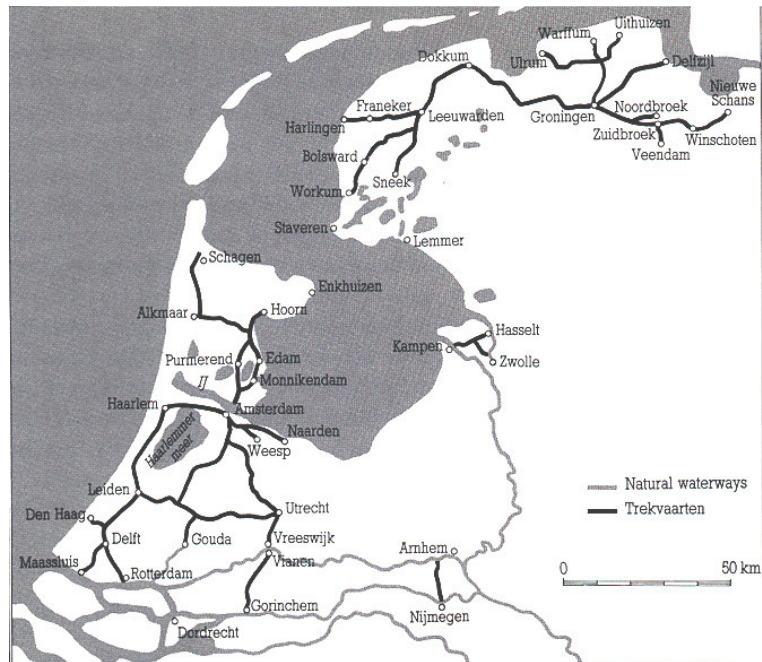 Uithuizen
Warffum
Ulrum
Dokkum
Delfzijl
Nieuwe
Schans
Franeker
Harlingen
Leeuwarden
Groningen
Noordbroek
Zuidbroek
Winschoten
Veendam
Bolsward
Sneek
Workum
Staveren
Lemmer
Schagen
Enkhuizen
Alkmaar
Hoorn
Hasselt
Kampen
Zwolle
Purmerend
Edam
IJ
Monnikendam
Haarlem
Amsterdam
Haarlemmer
meer
Naarden
Weesp
Leiden
Natural waterways
Trekvaarten
Den Haag
Utrecht
Delft
Gouda
Vreeswijk
Arnhem
Maassluis
Vianen
Rotterdam
0
50 km
Gorinchem
Nijmegen
Dordrecht